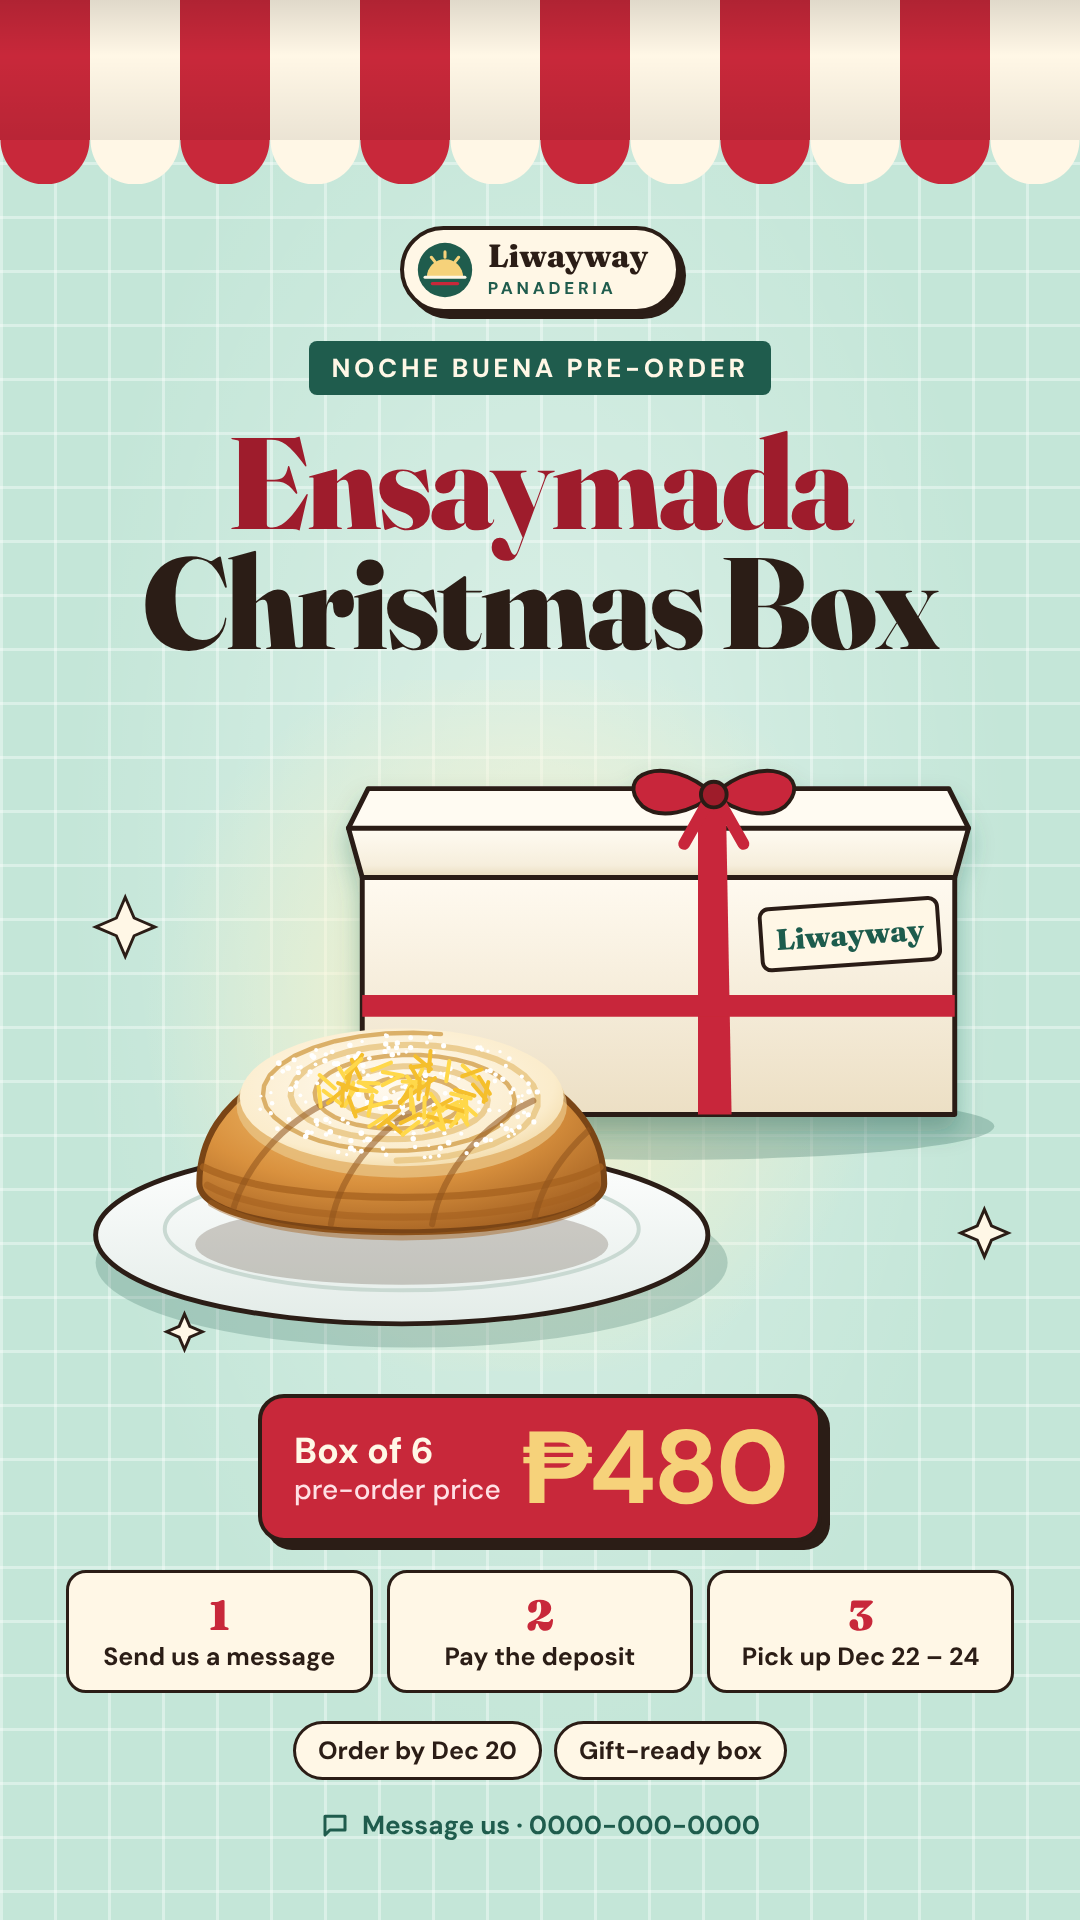 Liwayway
PANADERIA
NOCHE BUENA PRE-ORDER
Ensaymada
Christmas Box
Liwayway
Box of 6
pre-order price
₱480
1
Send us a message
2
Pay the deposit
3
Pick up Dec 22 – 24
Order by Dec 20
Gift-ready box
Message us · 0000-000-0000